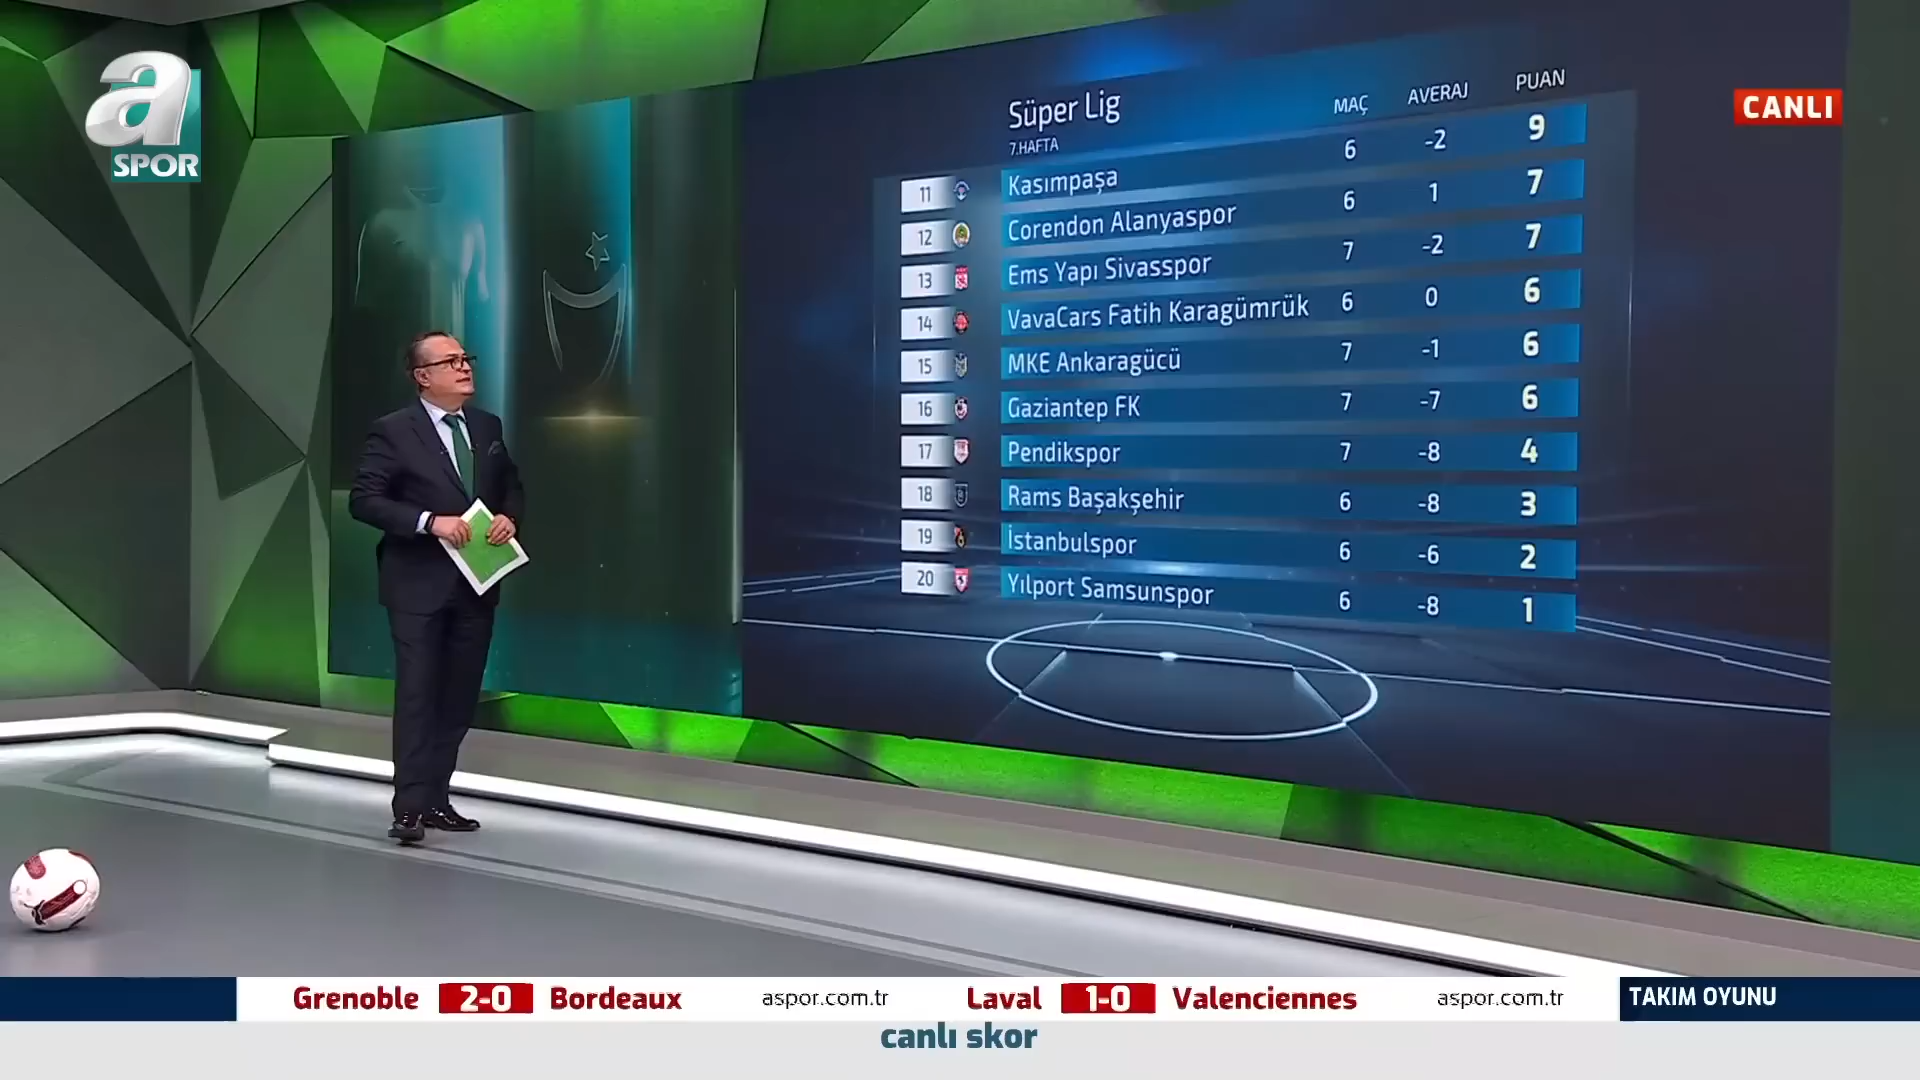 a
SPOR
CANLI
Süper Lig
7.HAFTA
MAÇ AVERAJ PUAN
11 Kasımpaşa 6 -2 9
12 Corendon Alanyaspor 6 1 7
13 Ems Yapı Sivasspor 7 -2 7
14 VavaCars Fatih Karagümrük 6 0 6
15 MKE Ankaragücü 7 -1 6
16 Gaziantep FK 7 -7 6
17 Pendikspor 7 -8 4
18 Rams Başakşehir 6 -8 3
19 İstanbulspor 6 -6 2
20 Yılport Samsunspor 6 -8 1
Grenoble 2-0 Bordeaux aspor.com.tr Laval 1-0 Valenciennes aspor.com.tr TAKIM OYUNU
canlı skor